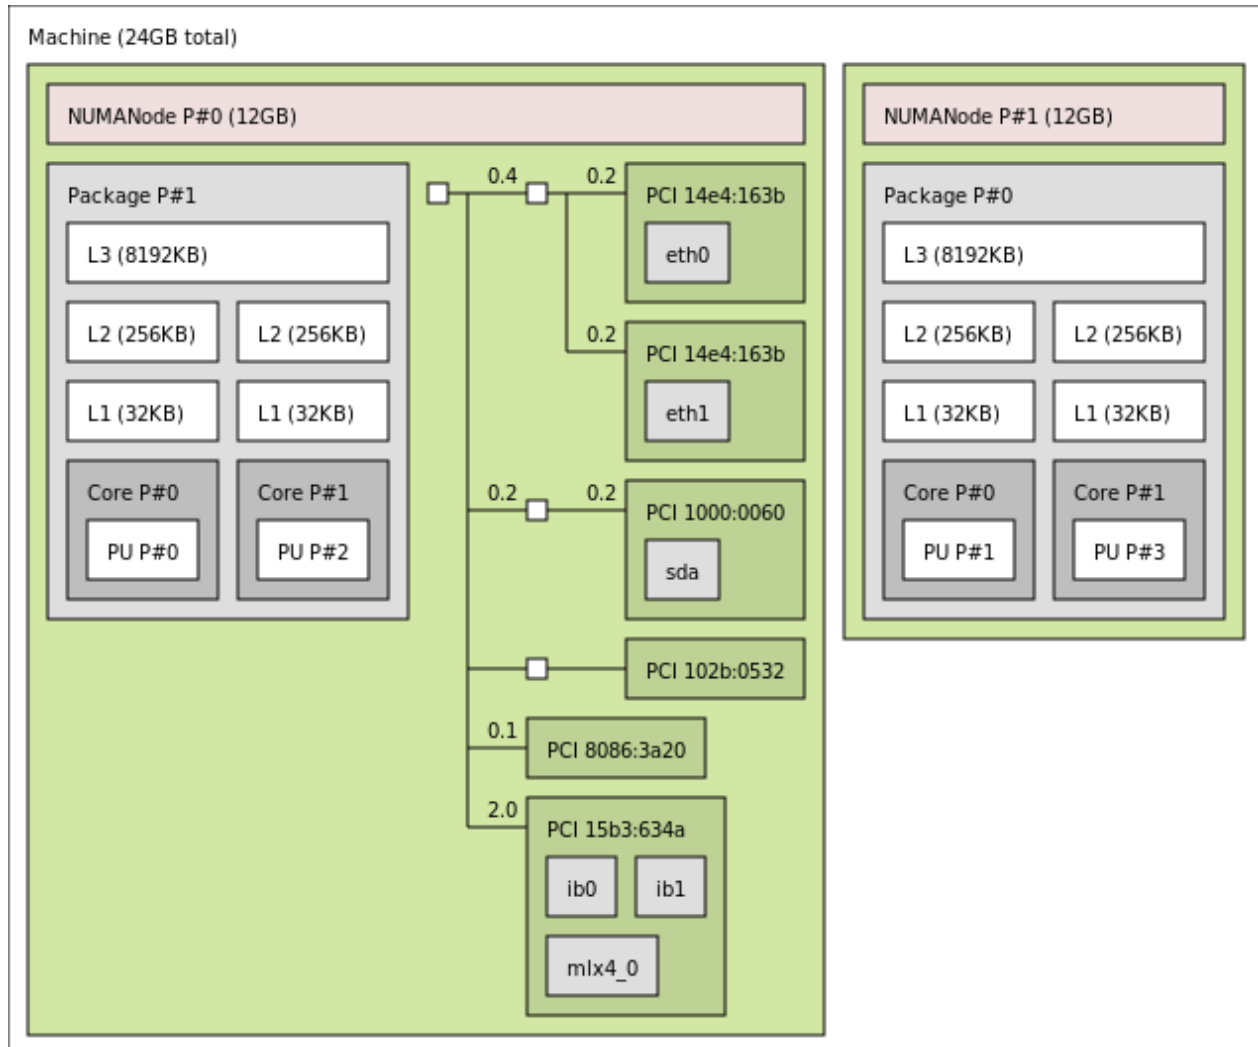 Machine (24GB total)
NUMANode P#0 (12GB)
Package P#1
L3 (8192KB)
L2 (256KB) L2 (256KB)
L1 (32KB) L1 (32KB)
Core P#0 Core P#1
PU P#0 PU P#2
0.4 0.2
PCI 14e4:163b
eth0
0.2
PCI 14e4:163b
eth1
0.2 0.2
PCI 1000:0060
sda
PCI 102b:0532
0.1
PCI 8086:3a20
2.0
PCI 15b3:634a
ib0 ib1
mlx4_0
NUMANode P#1 (12GB)
Package P#0
L3 (8192KB)
L2 (256KB) L2 (256KB)
L1 (32KB) L1 (32KB)
Core P#0 Core P#1
PU P#1 PU P#3